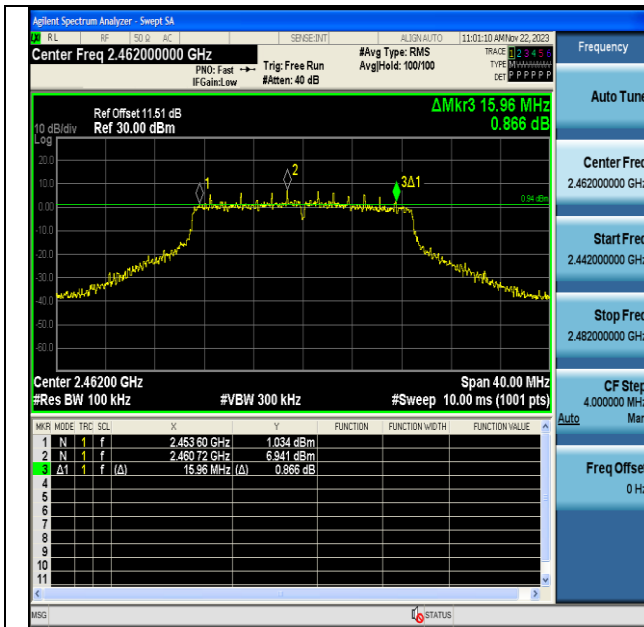 Agilent Spectrum Analyzer - Swept SA
RL RF 50 Ω AC SENSE:INT ALIGN AUTO 11:01:10 AM Nov 22, 2023
Center Freq 2.462000000 GHz
PNO: Fast
IFGain:Low
Trig: Free Run
#Atten: 40 dB
#Avg Type: RMS
Avg|Hold: 100/100
TRACE 1 2 3 4 5 6
TYPE M
DET P P P P P P
Ref Offset 11.51 dB
10 dB/div Ref 30.00 dBm
Log
ΔMkr3 15.96 MHz
0.866 dB
20.0
10.0
0.00
-10.0
-20.0
-30.0
-40.0
-50.0
-60.0
1
2
3Δ1
0.94 dBm
Center 2.46200 GHz Span 40.00 MHz
#Res BW 100 kHz #VBW 300 kHz #Sweep 10.00 ms (1001 pts)
MKR MODE TRC SCL X Y FUNCTION FUNCTION WIDTH FUNCTION VALUE
1 N 1 f 2.453 60 GHz 1.034 dBm
2 N 1 f 2.460 72 GHz 6.941 dBm
3 Δ1 1 f (Δ) 15.96 MHz (Δ) 0.866 dB
4
5
6
7
8
9
10
11
MSG STATUS
Frequency
Auto Tune
Center Freq
2.462000000 GHz
Start Freq
2.442000000 GHz
Stop Freq
2.482000000 GHz
CF Step
4.000000 MHz
Auto Man
Freq Offset
0 Hz